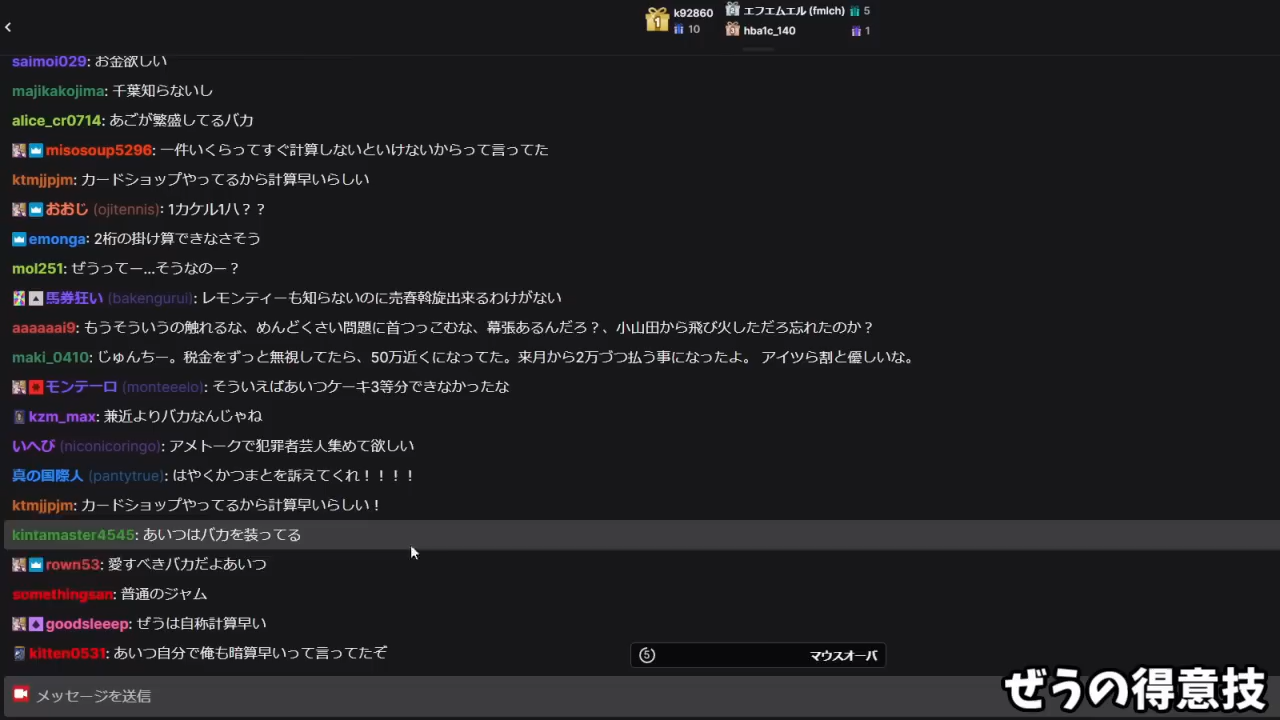 k92860
10
エフエムエル (fmlch) 5
hba1c_140 1
saimoi029: お金欲しい
majikakojima: 千葉知らないし
alice_cr0714: あごが繁盛してるバカ
misosoup5296: 一件いくらってすぐ計算しないといけないからって言ってた
ktmjjpjm: カードショップやってるから計算早いらしい
おおじ (ojitennis): 1カケル1ハ？？
emonga: 2桁の掛け算できなさそう
mol251: ぜうってー...そうなのー？
馬券狂い (bakengurui): レモンティーも知らないのに売春斡旋出来るわけがない
aaaaaai9: もうそういうの触れるな、めんどくさい問題に首つっこむな、幕張あるんだろ？、小山田から飛び火しただろ忘れたのか？
maki_0410: じゅんちー。税金をずっと無視してたら、50万近くになってた。来月から2万づつ払う事になったよ。 アイツら割と優しいな。
モンテーロ (monteeelo): そういえばあいつケーキ3等分できなかったな
kzm_max: 兼近よりバカなんじゃね
いへび (niconicoringo): アメトークで犯罪者芸人集めて欲しい
真の国際人 (pantytrue): はやくかつまとを訴えてくれ！！！！
ktmjjpjm: カードショップやってるから計算早いらしい！
kintamaster4545: あいつはバカを装ってる
rown53: 愛すべきバカだよあいつ
somethingsan: 普通のジャム
goodsleeep: ぜうは自称計算早い
kitten0531: あいつ自分で俺も暗算早いって言ってたぞ
5 マウスオーバ
メッセージを送信
ぜうの得意技